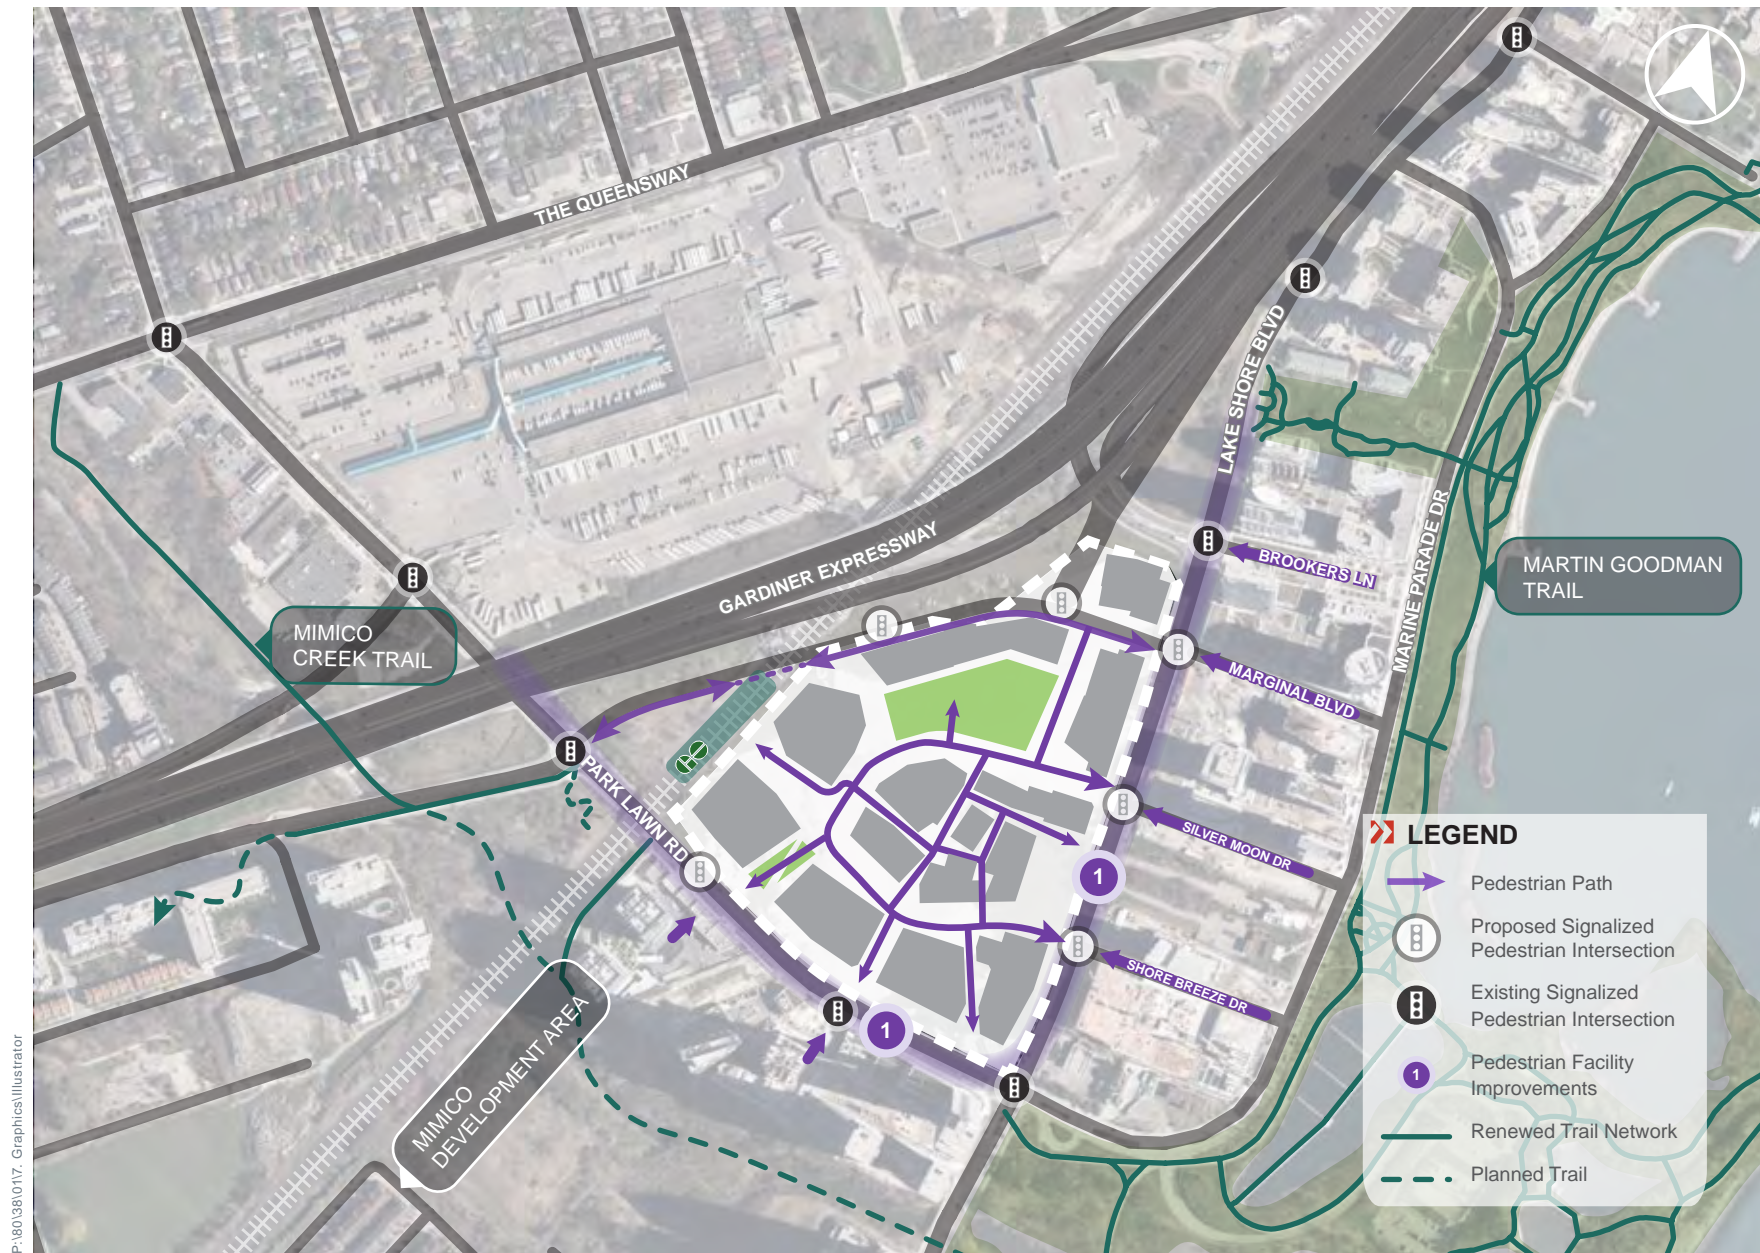 THE QUEENSWAY
LAKE SHORE BLVD
GARDINER EXPRESSWAY
MARINE PARADE DR
BROOKERS LN
MARTIN GOODMAN
TRAIL
MIMICO
CREEK TRAIL
MARGINAL BLVD
PARK LAWN RD
SILVER MOON DR
1
SHORE BREEZE DR
1
MIMICO
DEVELOPMENT AREA
LEGEND
Pedestrian Path
Proposed Signalized
Pedestrian Intersection
Existing Signalized
Pedestrian Intersection
1
Pedestrian Facility
Improvements
Renewed Trail Network
Planned Trail
P:\80\38\01\7. Graphics\Illustrator